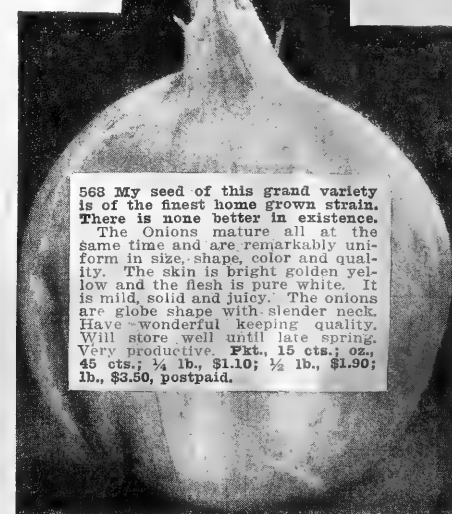 568 My seed of this grand variety
is of the finest home grown strain.
There is none better in existence.
The Onions mature all at the
same time and are remarkably uni-
form in size, shape, color and qual-
ity. The skin is bright golden yel-
low and the flesh is pure white. It
is mild, solid and juicy. The onions
are globe shape with slender neck.
Have wonderful keeping quality.
Will store well until late spring.
Very productive. Pkt., 15 cts.; oz.,
45 cts.; ¼ lb., $1.10; ½ lb., $1.90;
lb., $3.50, postpaid.